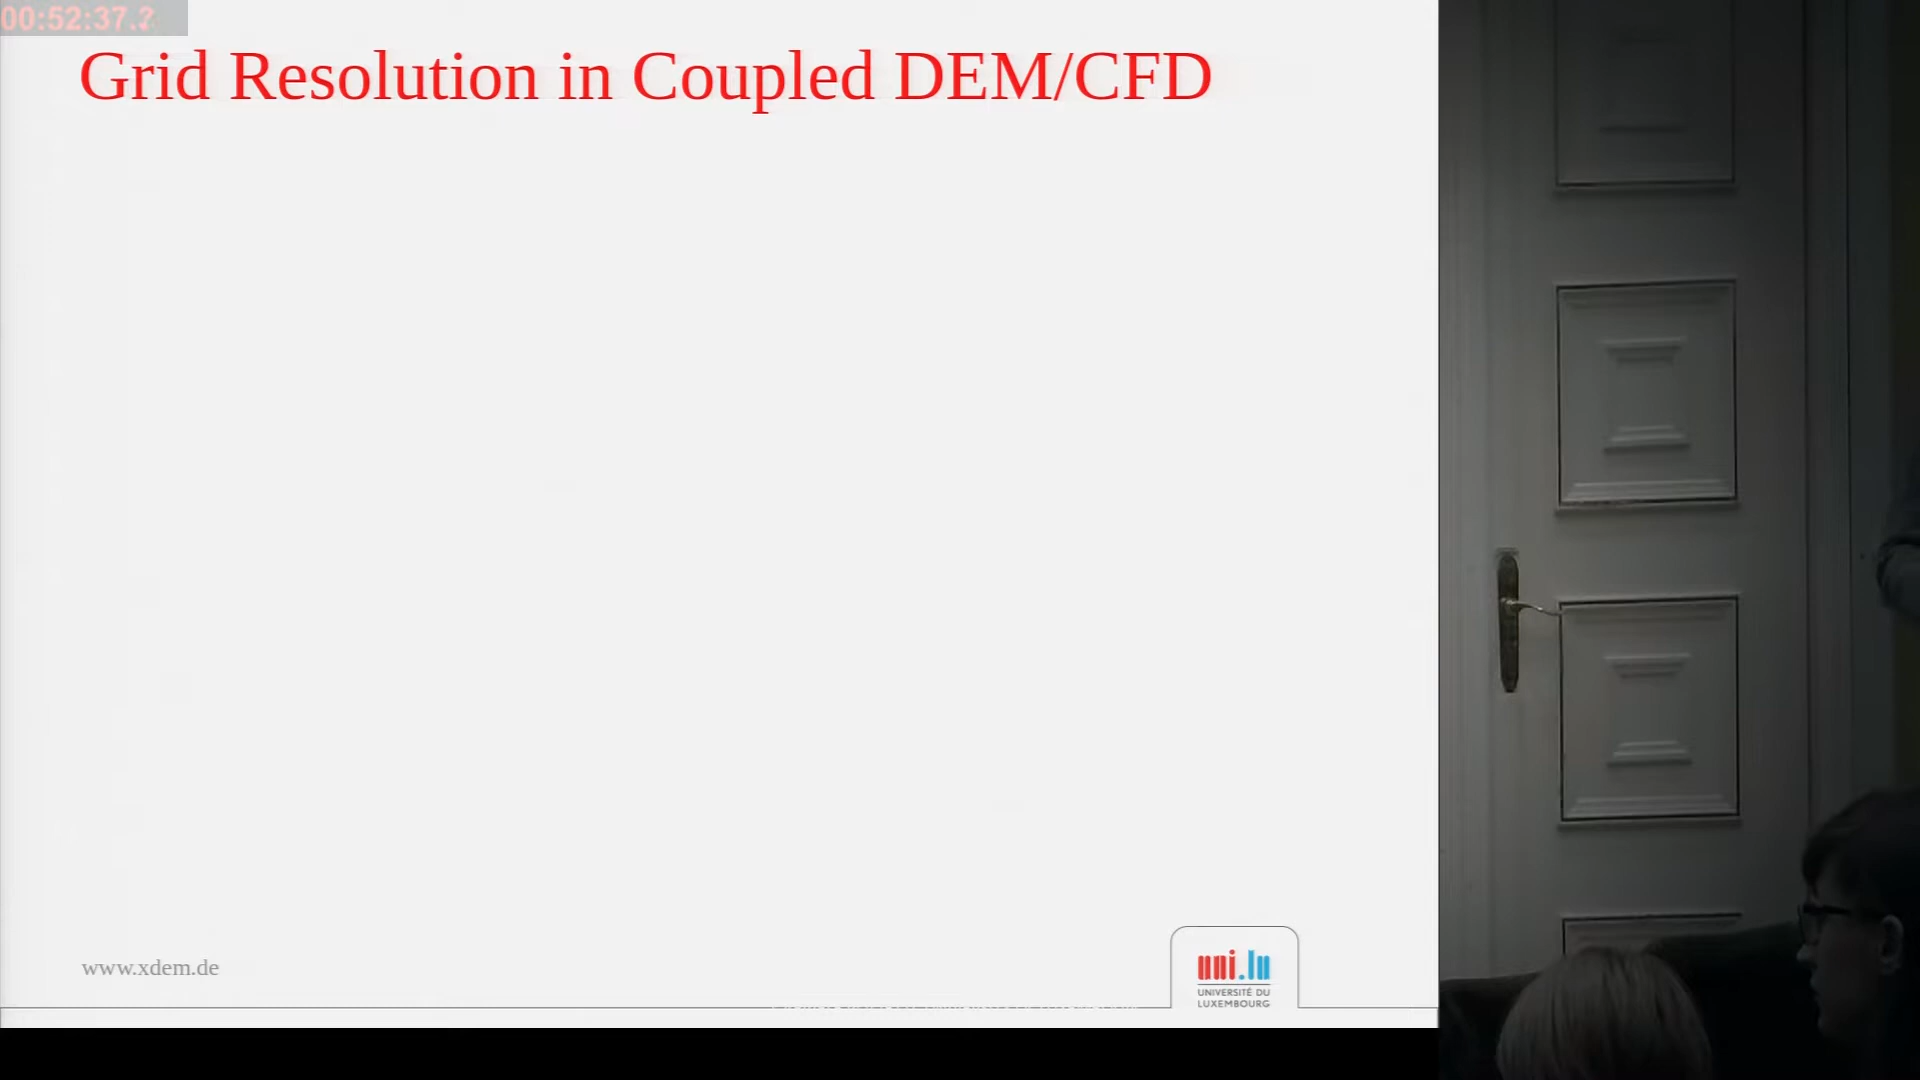 00:52:37.2
Grid Resolution in Coupled DEM/CFD
www.xdem.de
uni.lu
UNIVERSITÉ DU
LUXEMBOURG